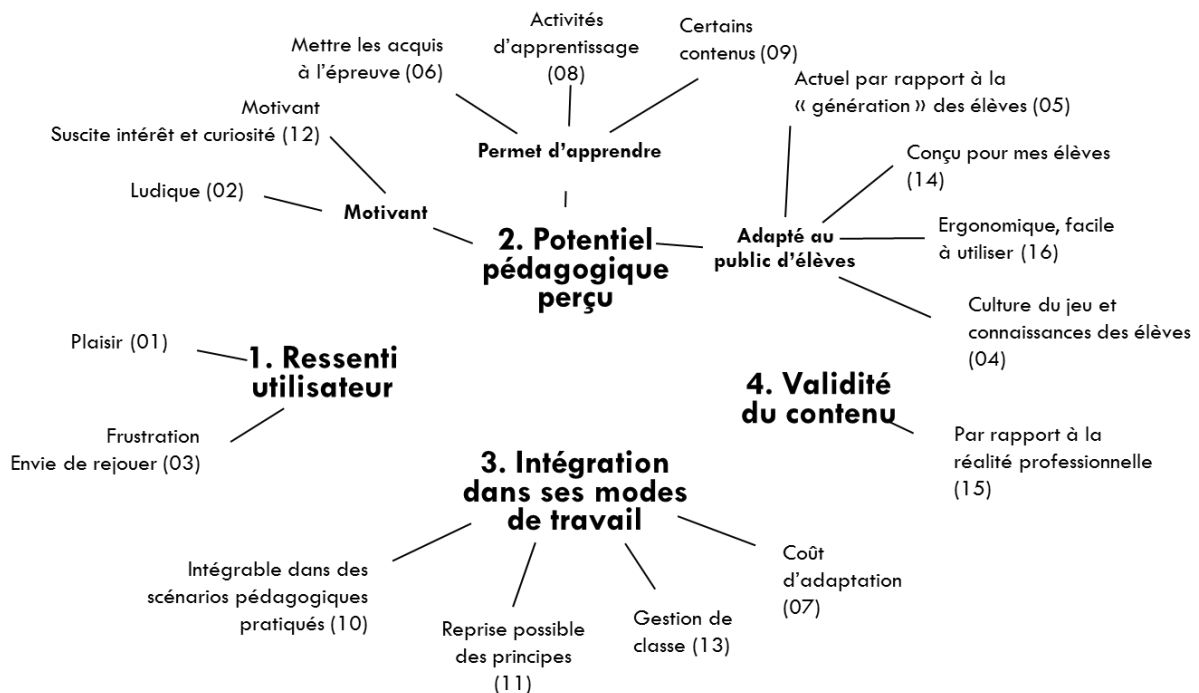 Activités
d'apprentissage
(08)
Certains
contenus (09)
Mettre les acquis
à l'épreuve (06)
Actuel par rapport à la
« génération » des élèves (05)
Motivant
Suscite intérêt et curiosité (12)
Permet d'apprendre
Conçu pour mes élèves
(14)
Ludique (02)
Motivant
2. Potentiel
pédagogique
perçu
Adapté au
public d'élèves
Ergonomique, facile
à utiliser (16)
Culture du jeu et
connaissances des élèves
(04)
Plaisir (01)
1. Ressenti
utilisateur
4. Validité
du contenu
Frustration
Envie de rejouer (03)
Par rapport à la
réalité professionnelle
(15)
3. Intégration
dans ses modes
de travail
Intégrable dans des
scénarios pédagogiques
pratiqués (10)
Reprise possible
des principes
(11)
Gestion de
classe (13)
Coût
d'adaptation
(07)